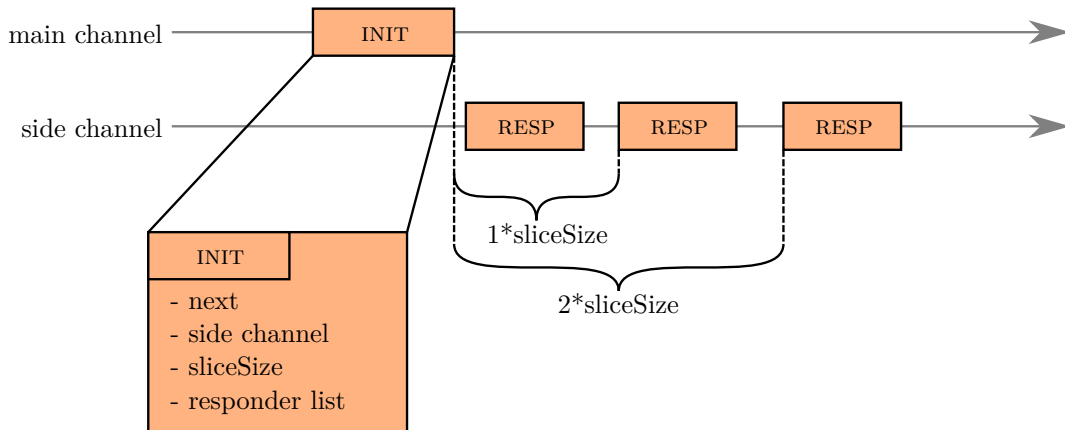 main channel
INIT
side channel
RESP
RESP
RESP
1*sliceSize
2*sliceSize
INIT
- next
- side channel
- sliceSize
- responder list